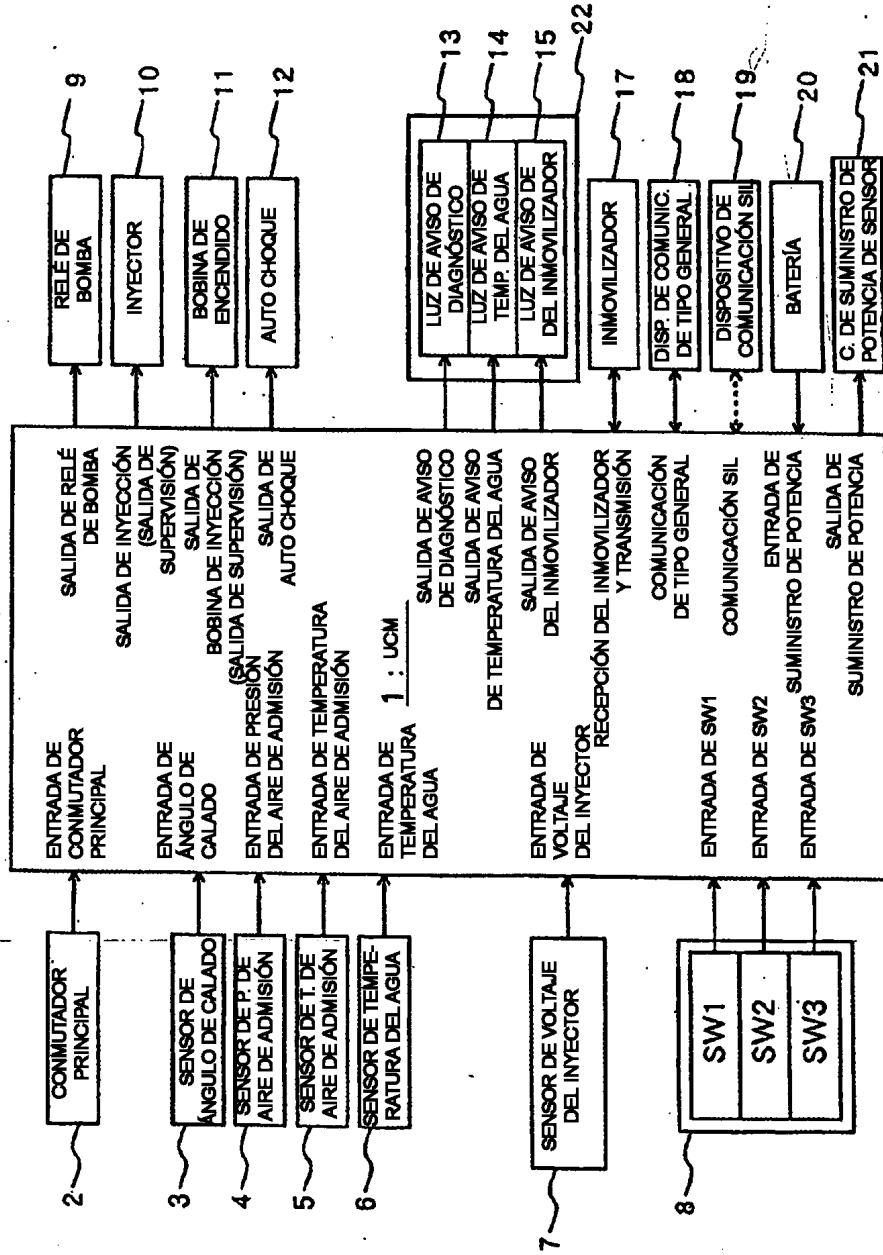 2
CONMUTADOR
PRINCIPAL
3
SENSOR DE
ÁNGULO DE CALADO
4
SENSOR DE P. DE
AIRE DE ADMISIÓN
5
SENSOR DE T. DE
AIRE DE ADMISIÓN
6
SENSOR DE TEMPE-
RATURA DEL AGUA
7
SENSOR DE VOLTAJE
DEL INYECTOR
8
SW1
SW2
SW3
ENTRADA DE
CONMUTADOR
PRINCIPAL
ENTRADA DE
ÁNGULO DE
CALADO
ENTRADA DE PRESIÓN
DEL AIRE DE ADMISIÓN
ENTRADA DE TEMPERATURA
DEL AIRE DE ADMISIÓN
ENTRADA DE
TEMPERATURA
DEL AGUA
1 : UCM
ENTRADA DE
VOLTAJE
DEL INYECTOR
ENTRADA DE SW1
ENTRADA DE SW2
ENTRADA DE SW3
SALIDA DE RELÉ
DE BOMBA
SALIDA DE INYECCIÓN
(SALIDA DE
SUPERVISIÓN)
SALIDA DE
BOBINA DE INYECCIÓN
(SALIDA DE SUPERVISIÓN)
SALIDA DE
AUTO CHOQUE
SALIDA DE AVISO
DE DIAGNÓSTICO
SALIDA DE AVISO
DE TEMPERATURA DEL AGUA
SALIDA DE AVISO
DEL INMOVILIZADOR
RECEPCIÓN DEL INMOVILIZADOR
Y TRANSMISIÓN
COMUNICACIÓN
DE TIPO GENERAL
COMUNICACIÓN SIL
ENTRADA DE
SUMINISTRO DE POTENCIA
SALIDA DE
SUMINISTRO DE POTENCIA
RELÉ DE
BOMBA
9
INYECTOR
10
BOBINA DE
ENCENDIDO
11
AUTO CHOQUE
12
LUZ DE AVISO DE
DIAGNÓSTICO
13
LUZ DE AVISO DE
TEMP. DEL AGUA
14
LUZ DE AVISO
DEL INMOVILIZADOR
15
22
INMOVILIZADOR
17
DISP. DE COMUNIC.
DE TIPO GENERAL
18
DISPOSITIVO DE
COMUNICACIÓN SIL
19
BATERÍA
20
C. DE SUMINISTRO DE
POTENCIA DE SENSOR
21